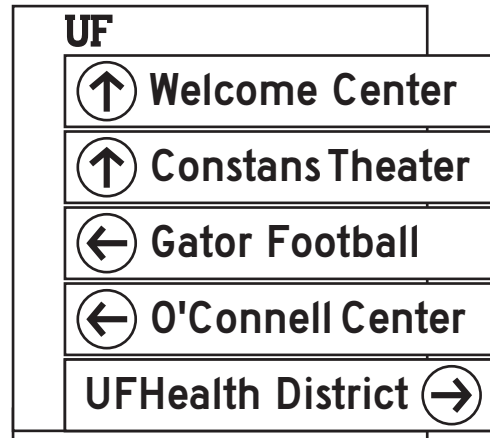 UF
Welcome Center
Constans Theater
Gator Football
O'Connell Center
UFHealth District